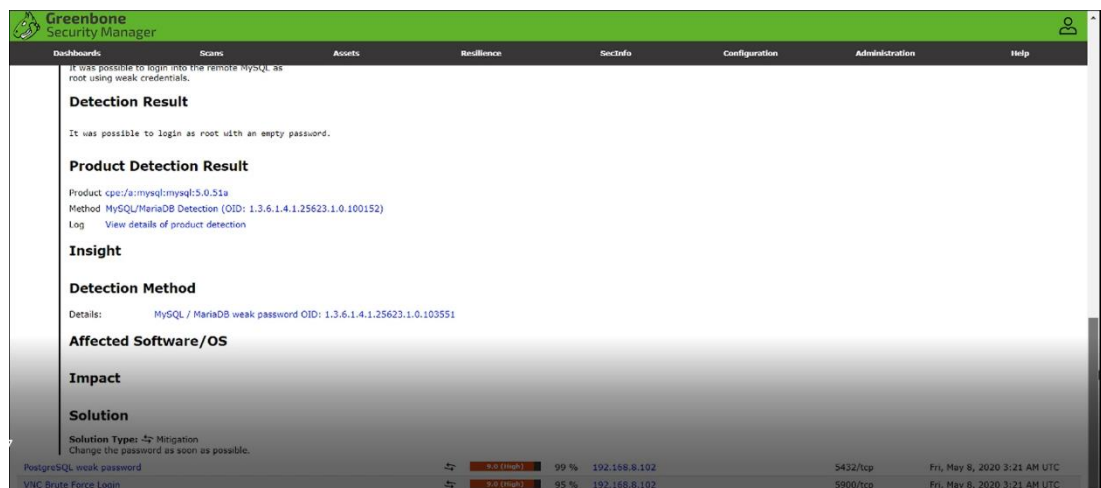 Greenbone
Security Manager
Dashboards Scans Assets Resilience SecInfo Configuration Administration Help
It was possible to login into the remote MySQL as
root using weak credentials.
Detection Result
It was possible to login as root with an empty password.
Product Detection Result
Product cpe:/a:mysql:mysql:5.0.51a
Method MySQL/MariaDB Detection (OID: 1.3.6.1.4.1.25623.1.0.100152)
Log View details of product detection
Insight
Detection Method
Details: MySQL / MariaDB weak password OID: 1.3.6.1.4.1.25623.1.0.103551
Affected Software/OS
Impact
Solution
Solution Type: Mitigation
Change the password as soon as possible.
PostgreSQL weak password 9.0 (High) 99 % 192.168.8.102 5432/tcp Fri, May 8, 2020 3:21 AM UTC
VNC Brute Force Login 9.0 (High) 95 % 192.168.8.102 5900/tcp Fri, May 8, 2020 3:21 AM UTC